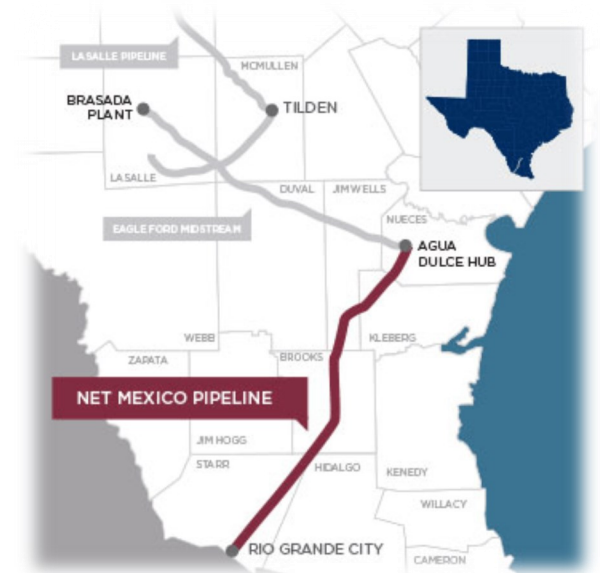 LASALLE PIPELINE
MCMULLEN
BRASADA
PLANT
TILDEN
LASALLE
DUVAL
JIM WELLS
NUECES
EAGLE FORD MIDSTREAM
AGUA
DULCE HUB
WEBB
KLEBERG
ZAPATA
BROOKS
NET MEXICO PIPELINE
JIM HOGG
STARR
HIDALGO
KENEDY
WILLACY
RIO GRANDE CITY
CAMERON